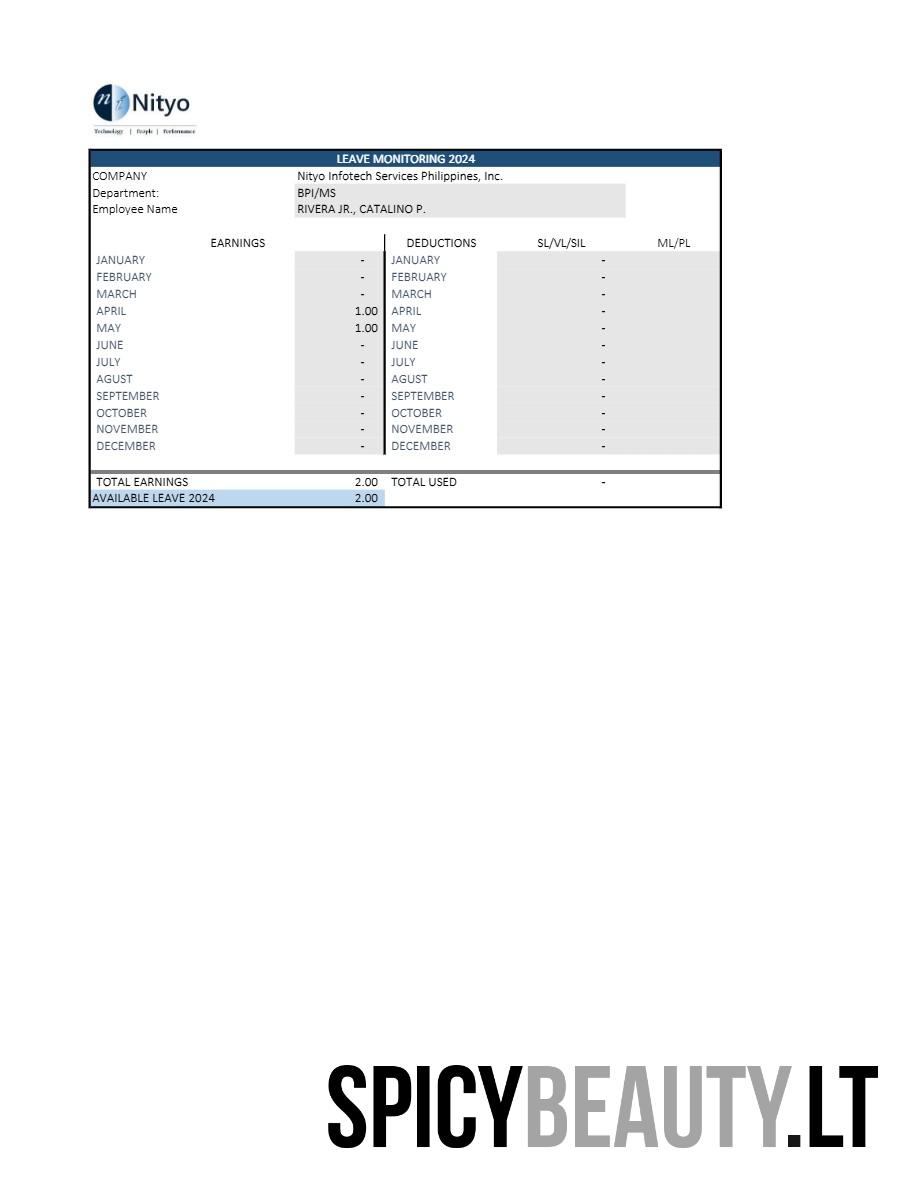 ni Nityo
Technology | People | Performance
LEAVE MONITORING 2024
COMPANY Nityo Infotech Services Philippines, Inc.
Department: BPI/MS
Employee Name RIVERA JR., CATALINO P.
EARNINGS DEDUCTIONS SL/VL/SIL ML/PL
JANUARY - JANUARY -
FEBRUARY - FEBRUARY -
MARCH - MARCH -
APRIL 1.00 APRIL -
MAY 1.00 MAY -
JUNE - JUNE -
JULY - JULY -
AGUST - AGUST -
SEPTEMBER - SEPTEMBER -
OCTOBER - OCTOBER -
NOVEMBER - NOVEMBER -
DECEMBER - DECEMBER -
TOTAL EARNINGS 2.00 TOTAL USED -
AVAILABLE LEAVE 2024 2.00
SPICYBEAUTY.LT